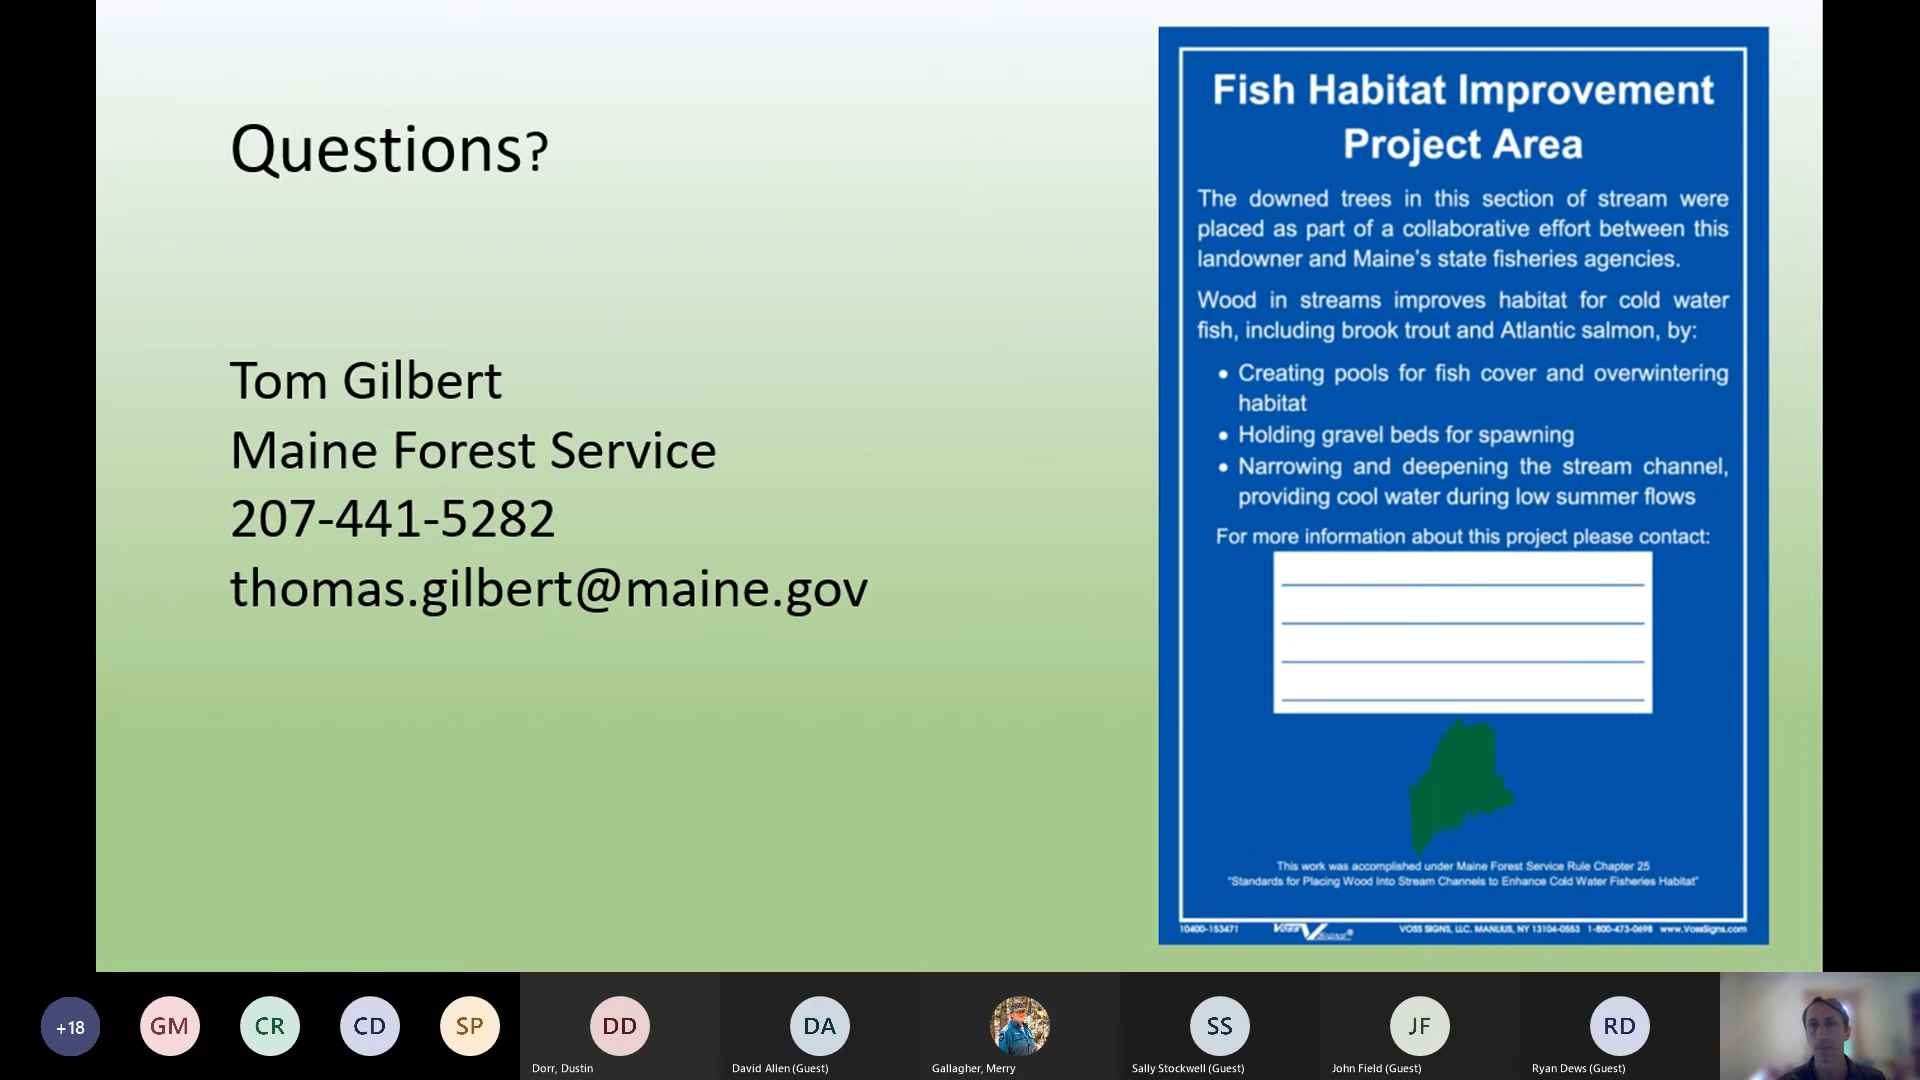 Questions?
Tom Gilbert
Maine Forest Service
207-441-5282
thomas.gilbert@maine.gov
Fish Habitat Improvement
Project Area
The downed trees in this section of stream were
placed as part of a collaborative effort between this
landowner and Maine's state fisheries agencies.
Wood in streams improves habitat for cold water
fish, including brook trout and Atlantic salmon, by:
• Creating pools for fish cover and overwintering
habitat
• Holding gravel beds for spawning
• Narrowing and deepening the stream channel,
providing cool water during low summer flows
For more information about this project please contact:
This work was accomplished under Maine Forest Service Rule Chapter 25
"Standards for Placing Wood Into Stream Channels to Enhance Cold Water Fisheries Habitat"
10400-153471 Voss Signs® VOSS SIGNS, LLC. MANLIUS, NY 13104-0553 1-800-473-0698 www.VossSigns.com
+18 GM CR CD SP DD DA SS JF RD
Dorr, Dustin David Allen (Guest) Gallagher, Merry Sally Stockwell (Guest) John Field (Guest) Ryan Dews (Guest)